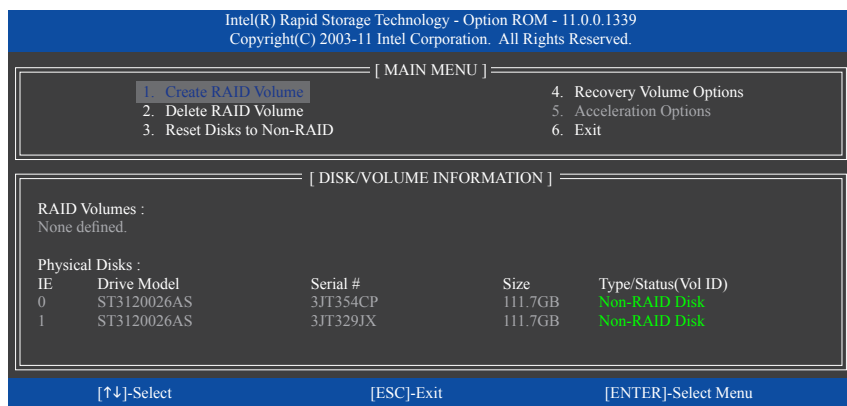 Intel(R) Rapid Storage Technology - Option ROM - 11.0.0.1339
Copyright(C) 2003-11 Intel Corporation. All Rights Reserved.
[ MAIN MENU ]
1. Create RAID Volume
2. Delete RAID Volume
3. Reset Disks to Non-RAID
4. Recovery Volume Options
5. Acceleration Options
6. Exit
[ DISK/VOLUME INFORMATION ]
RAID Volumes :
None defined.
Physical Disks :
IE Drive Model Serial # Size Type/Status(Vol ID)
0 ST3120026AS 3JT354CP 111.7GB Non-RAID Disk
1 ST3120026AS 3JT329JX 111.7GB Non-RAID Disk
[↑↓]-Select [ESC]-Exit [ENTER]-Select Menu